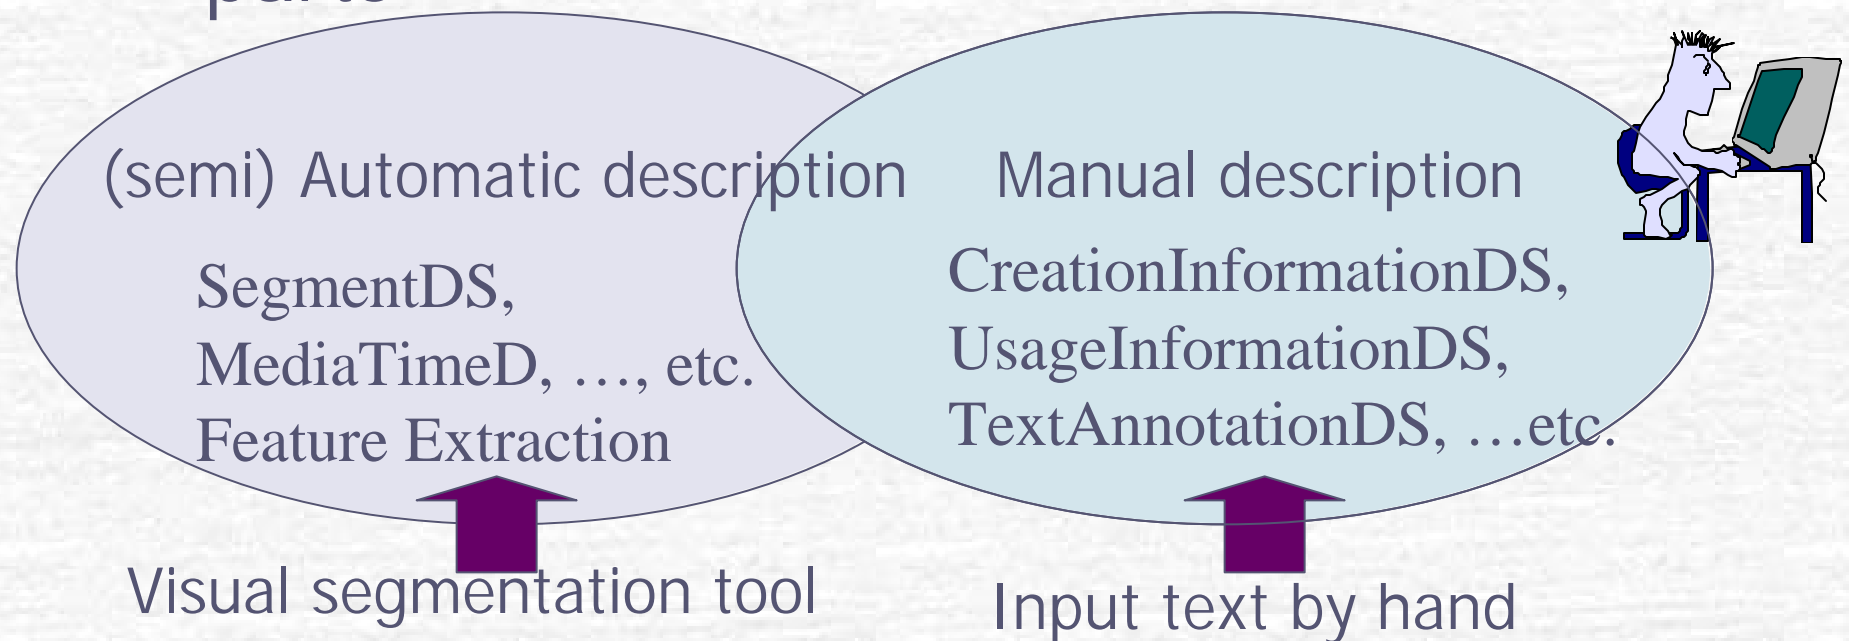 parts
(semi) Automatic description
SegmentDS,
MediaTimeD, …, etc.
Feature Extraction
Visual segmentation tool
Manual description
CreationInformationDS,
UsageInformationDS,
TextAnnotationDS, …etc.
Input text by hand